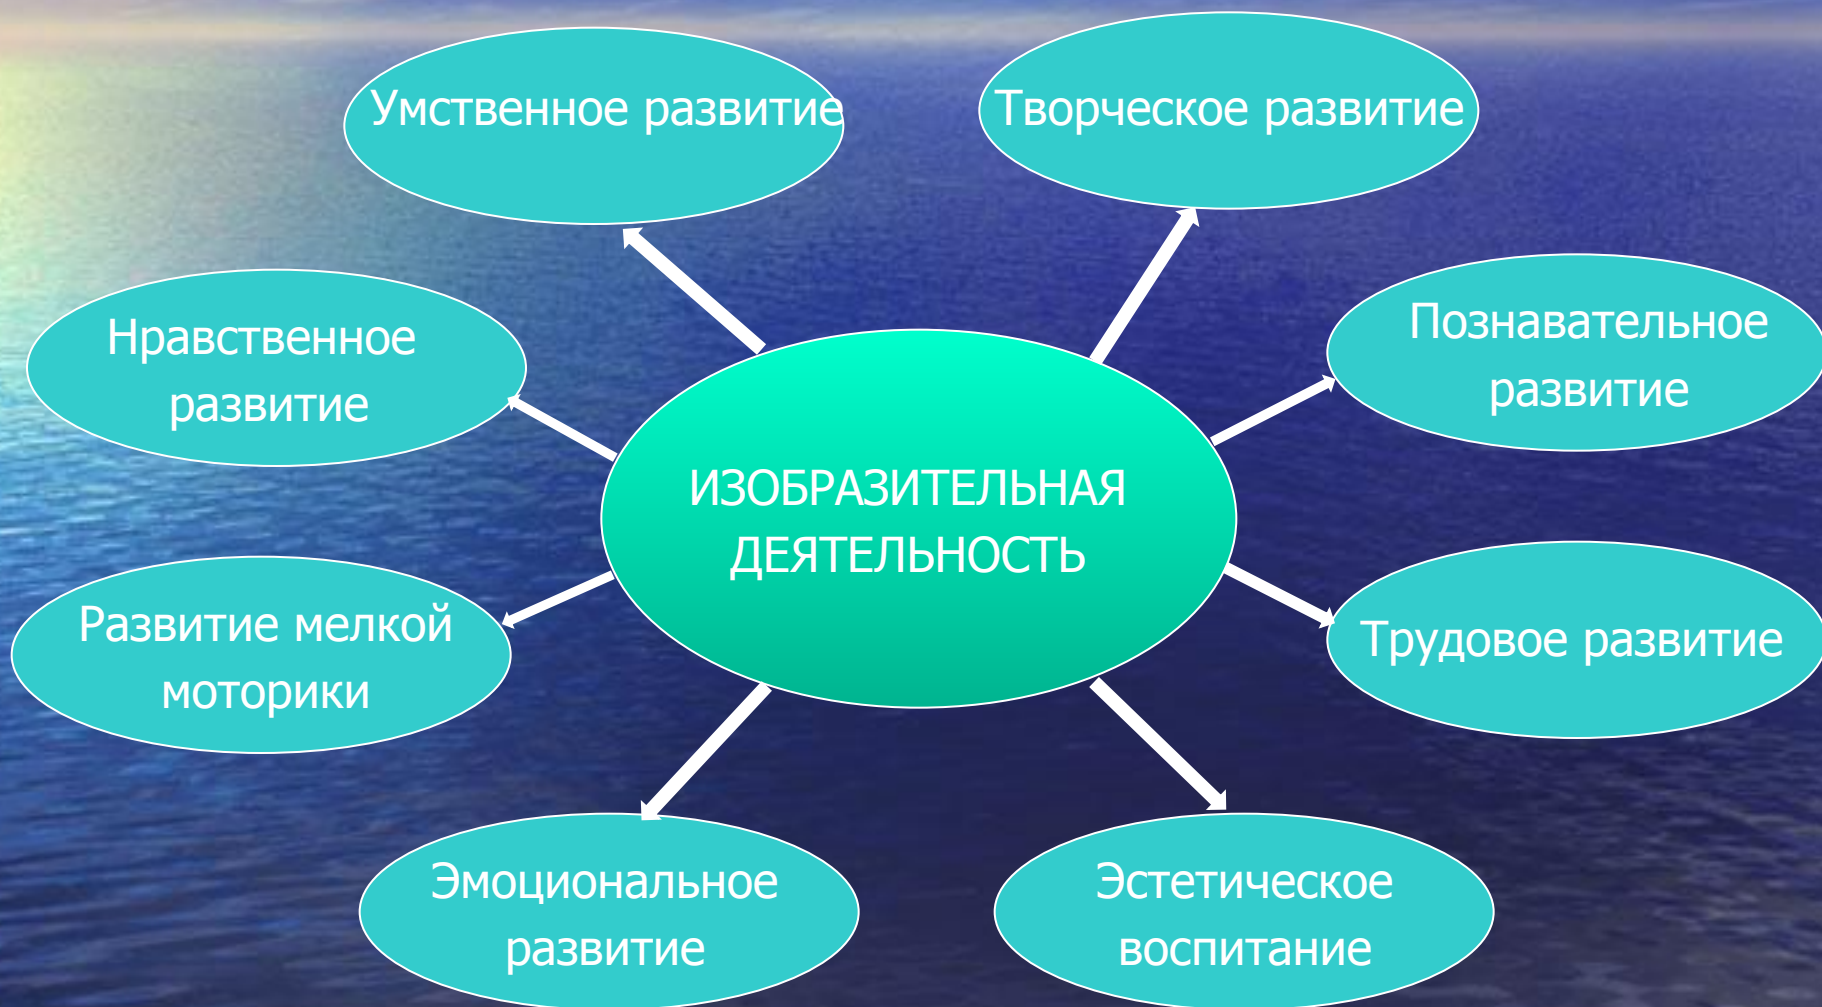 Умственное развитие
Творческое развитие
Нравственное
развитие
Познавательное
развитие
ИЗОБРАЗИТЕЛЬНАЯ
ДЕЯТЕЛЬНОСТЬ
Развитие мелкой
моторики
Трудовое развитие
Эмоциональное
развитие
Эстетическое
воспитание